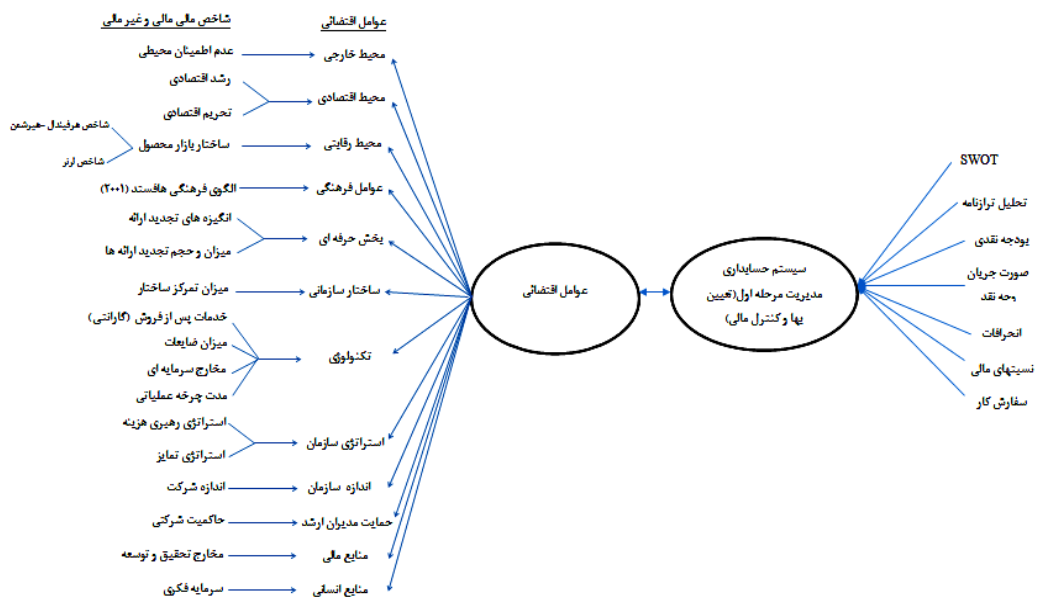 عوامل اقتضائی
شاخص مالی مالی و غیر مالی
محیط خارجی
عدم اطمینان محیطی
محیط اقتصادی
رشد اقتصادی
تحریم اقتصادی
محیط رقابتی
ساختار بازار محصول
شاخص هرفیندال -هیرشمن
شاخص لرنر
عوامل فرهنگی
الگوی فرهنگی هافستد (۲۰۰۱)
بخش حرفه ای
انگیزه های تجدید ارائه
میزان و حجم تجدید ارائه ها
ساختار سازمانی
میزان تمرکز ساختار
تکنولوژی
خدمات پس از فروش (گارانتی)
میزان ضایعات
مخارج سرمایه ای
مدت چرخه عملیاتی
استراتژی سازمان
استراتژی رهبری هزینه
استراتژی تمایز
اندازه سازمان
اندازه شرکت
حمایت مدیران ارشد
حاکمیت شرکتی
منابع مالی
مخارج تحقیق و توسعه
منابع انسانی
سرمایه فکری
عوامل اقتضائی
سیستم حسابداری
مدیریت مرحله اول(تعیین
بها و کنترل مالی)
SWOT
تحلیل ترازنامه
بودجه نقدی
صورت جریان
وجه نقد
انحرافات
نسبتهای مالی
سفارش کار